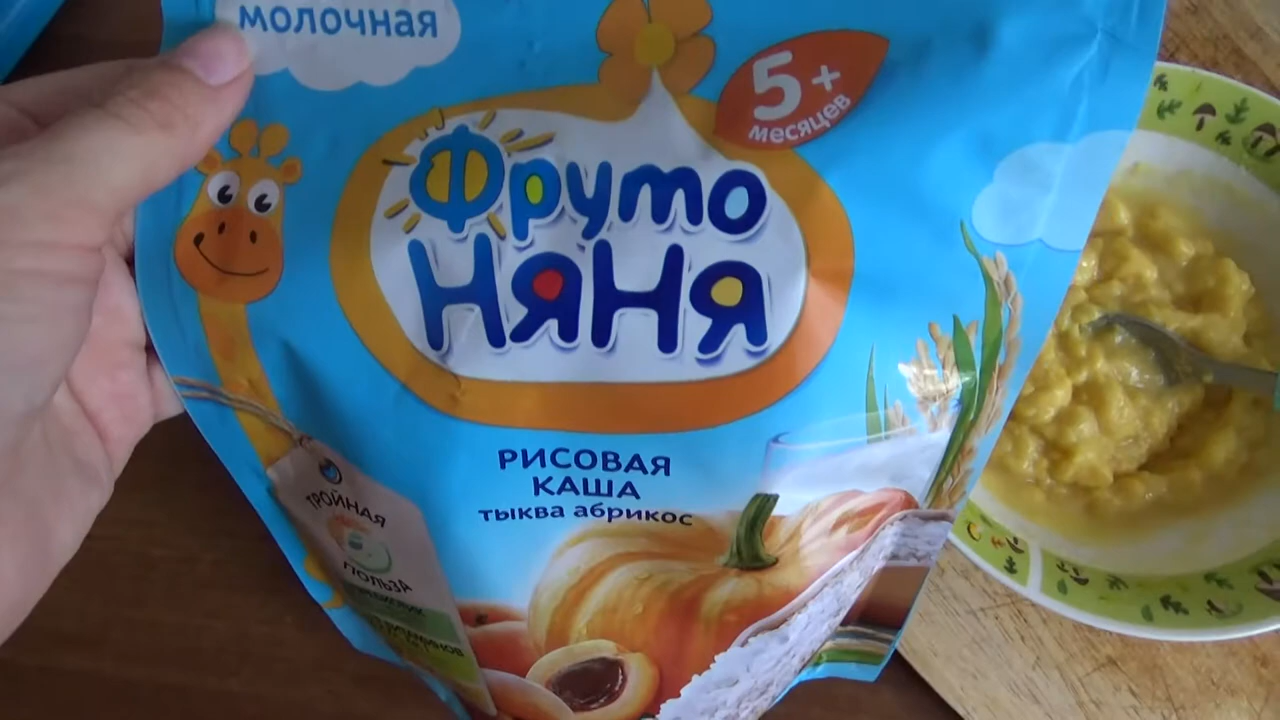 молочная
5+
месяцев
Фруто
НяНя
РИСОВАЯ
КАША
тыква абрикос
ТРОЙНАЯ
ПОЛЬЗА